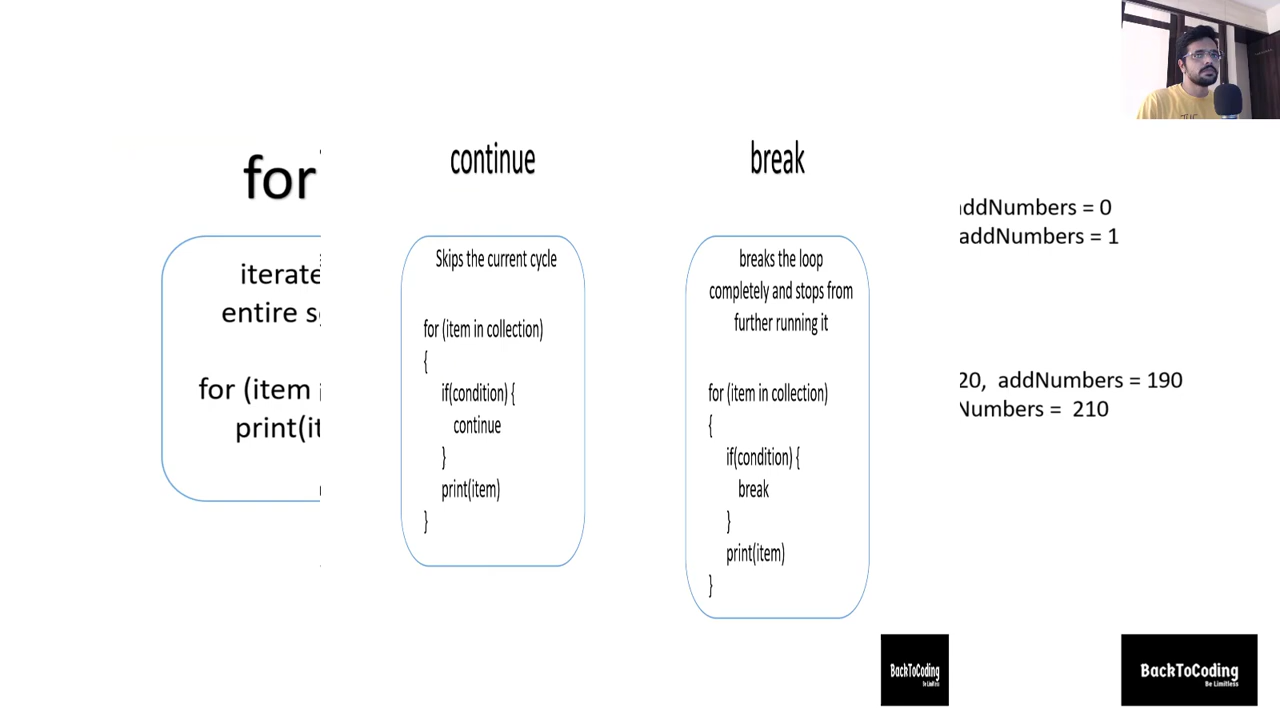 for
iterate
entire s
for (item
print(it
continue
Skips the current cycle
for (item in collection)
{
if(condition) {
continue
}
print(item)
}
break
breaks the loop
completely and stops from
further running it
for (item in collection)
{
if(condition) {
break
}
print(item)
}
addNumbers = 0
addNumbers = 1
20, addNumbers = 190
Numbers = 210
BackToCoding
Be Limitless
BackToCoding
Be Limitless